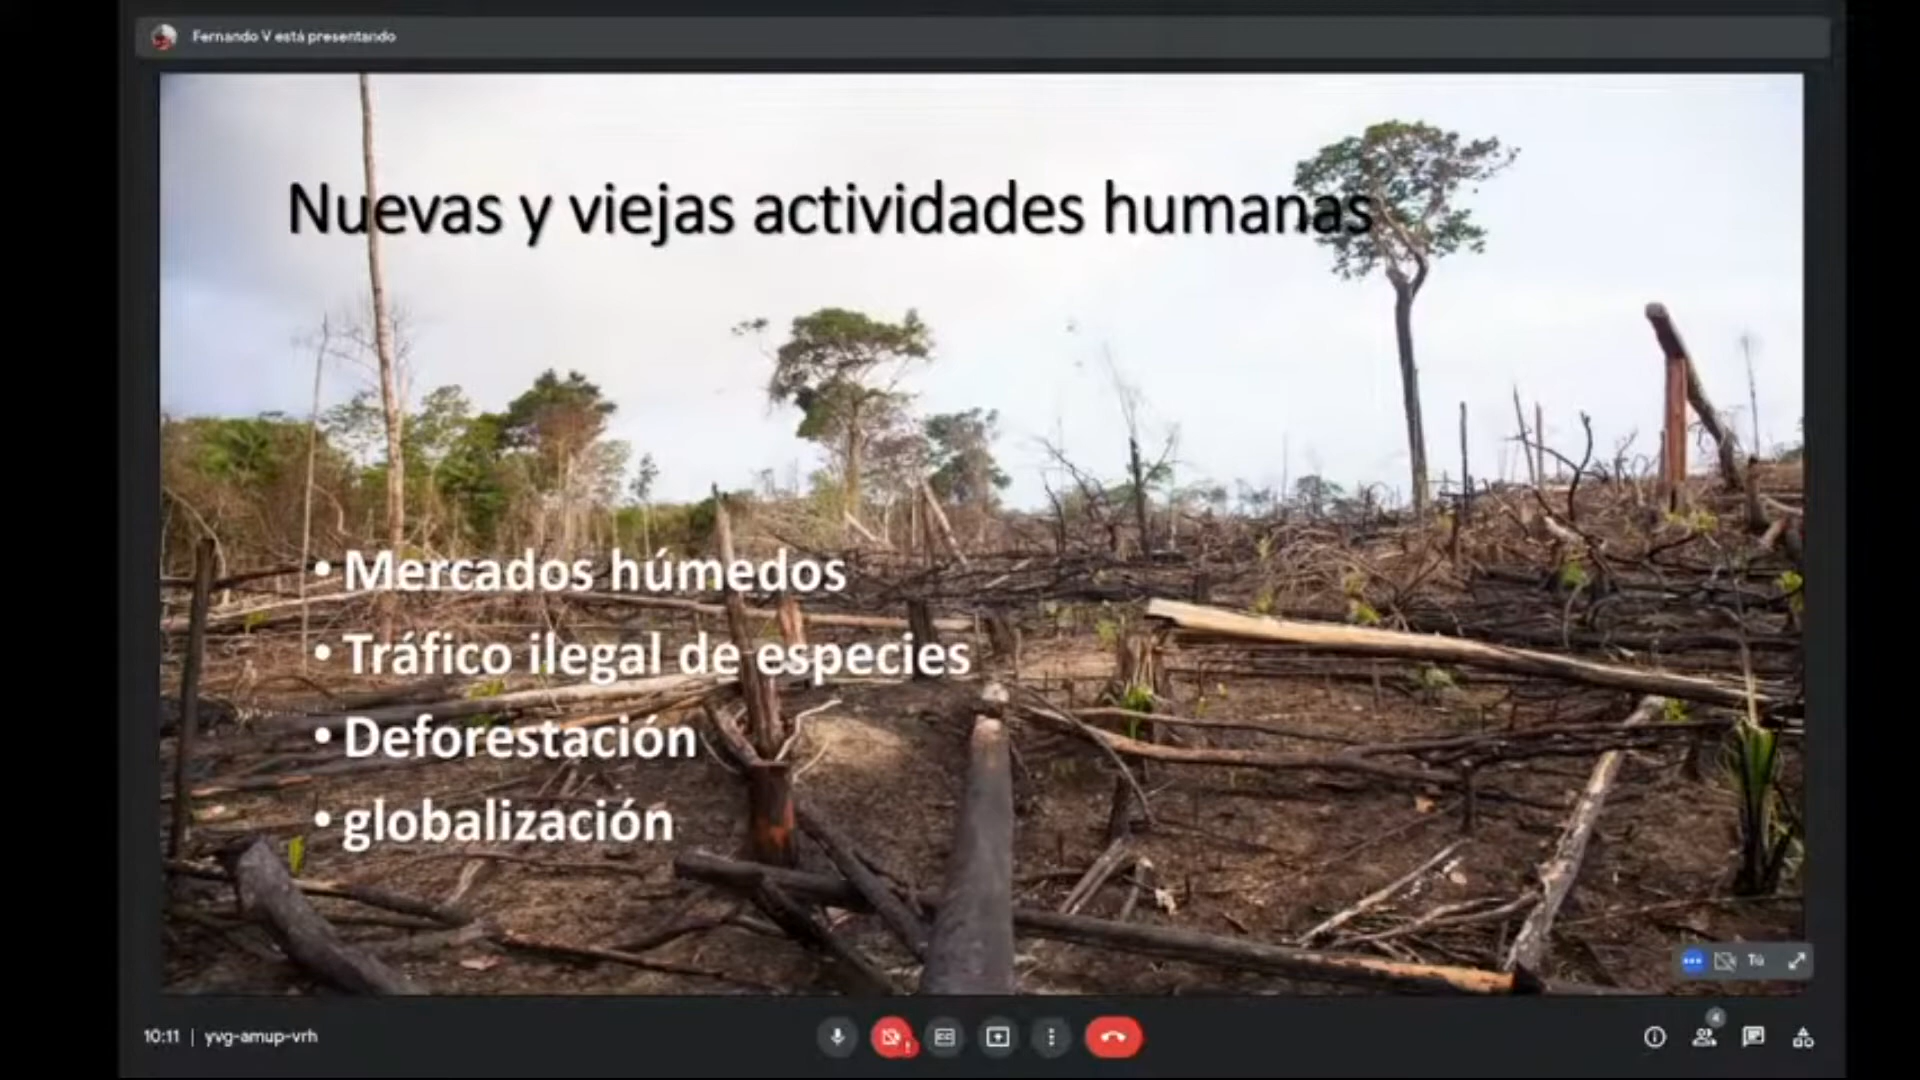 Fernando V está presentando
Nuevas y viejas actividades humanas
• Mercados húmedos
• Tráfico ilegal de especies
• Deforestación
• globalización
Tú
10:11 | yvg-amup-vrh
4